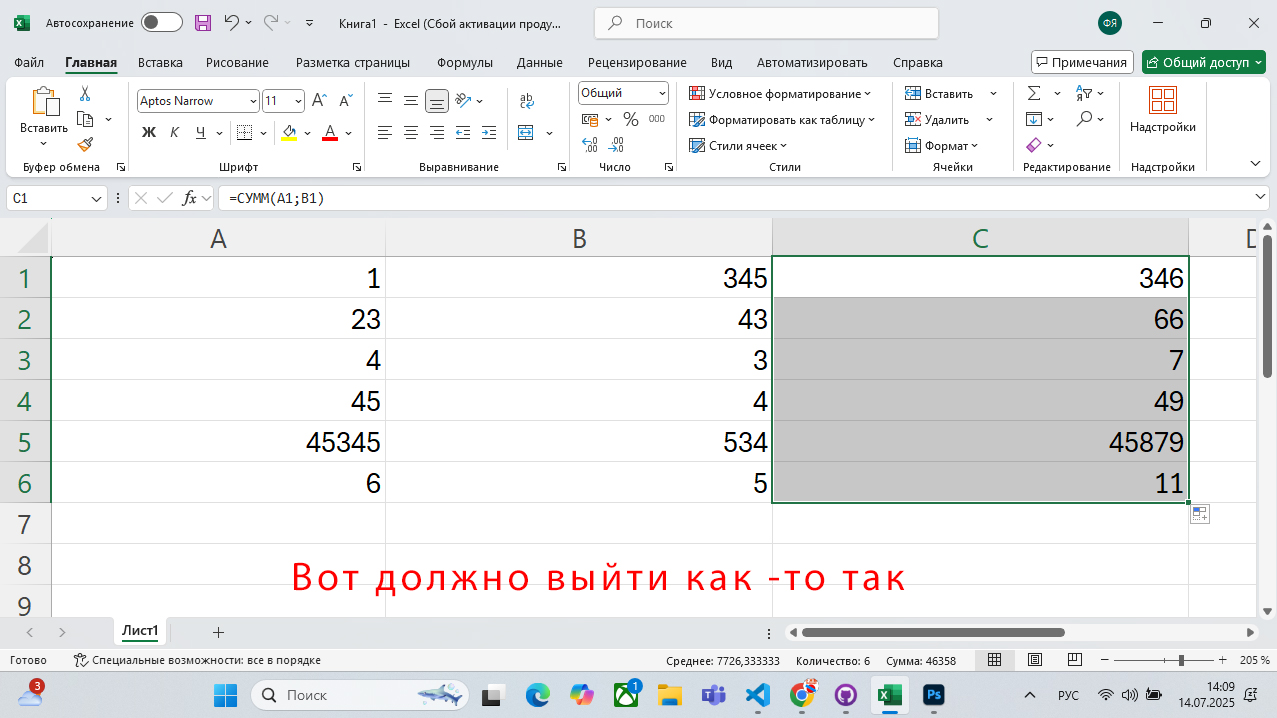 Автосохранение Книга1 - Excel (Сбой активации проду... Поиск ФЯ
Файл Главная Вставка Рисование Разметка страницы Формулы Данные Рецензирование Вид Автоматизировать Справка Примечания Общий доступ
Вставить
Aptos Narrow 11
Ж К Ч
ab
Общий
% 000
Условное форматирование
Форматировать как таблицу
Стили ячеек
Вставить
Удалить
Формат
Надстройки
Буфер обмена Шрифт Выравнивание Число Стили Ячейки Редактирование Надстройки
C1 fx =СУММ(A1;B1)
A B C D
1 1 345 346
2 23 43 66
3 4 3 7
4 45 4 49
5 45345 534 45879
6 6 5 11
7
8
Вот должно выйти как -то так
9
Лист1
Готово Специальные возможности: все в порядке Среднее: 7726,333333 Количество: 6 Сумма: 46358 205 %
3 Поиск 1 Ps РУС 14:09
14.07.2025